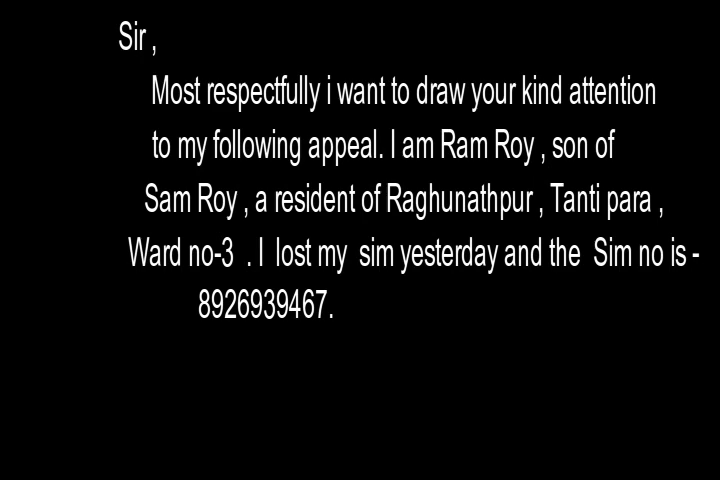 Sir ,
Most respectfully i want to draw your kind attention
to my following appeal. I am Ram Roy , son of
Sam Roy , a resident of Raghunathpur , Tanti para ,
Ward no-3  . I  lost my  sim yesterday and the  Sim no is -
8926939467.